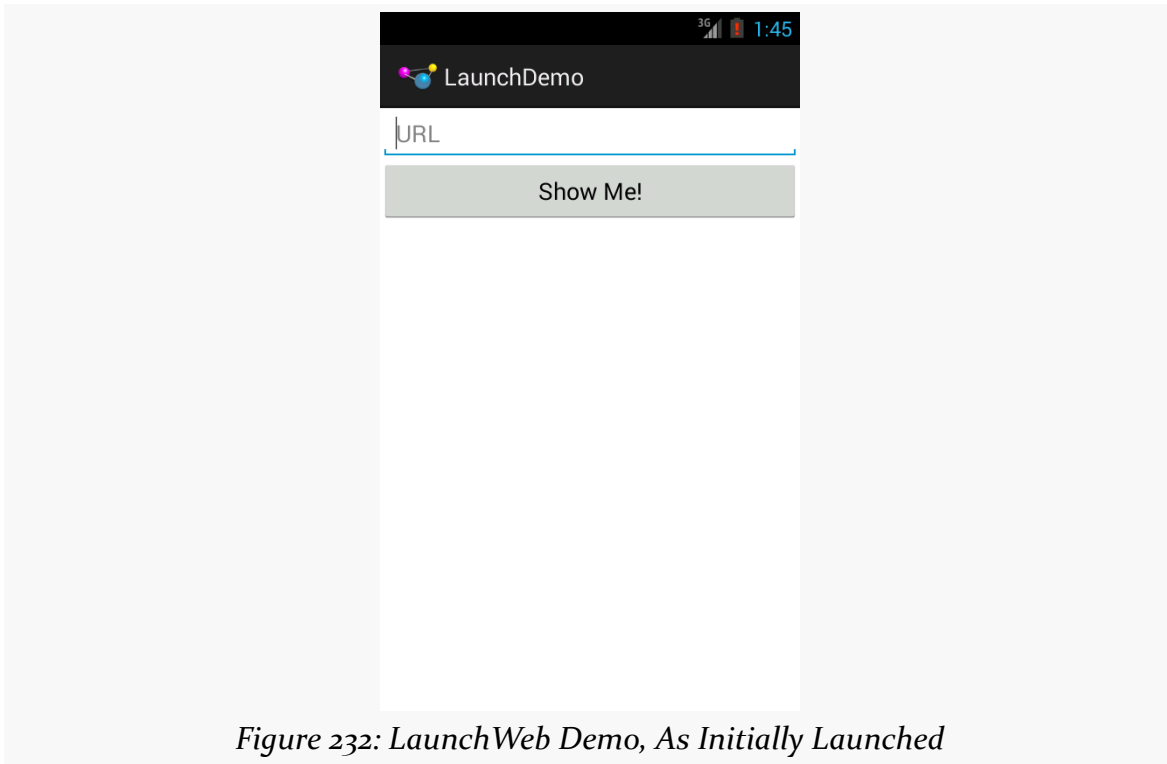 3G 1:45
LaunchDemo
URL
Show Me!
Figure 232: LaunchWeb Demo, As Initially Launched